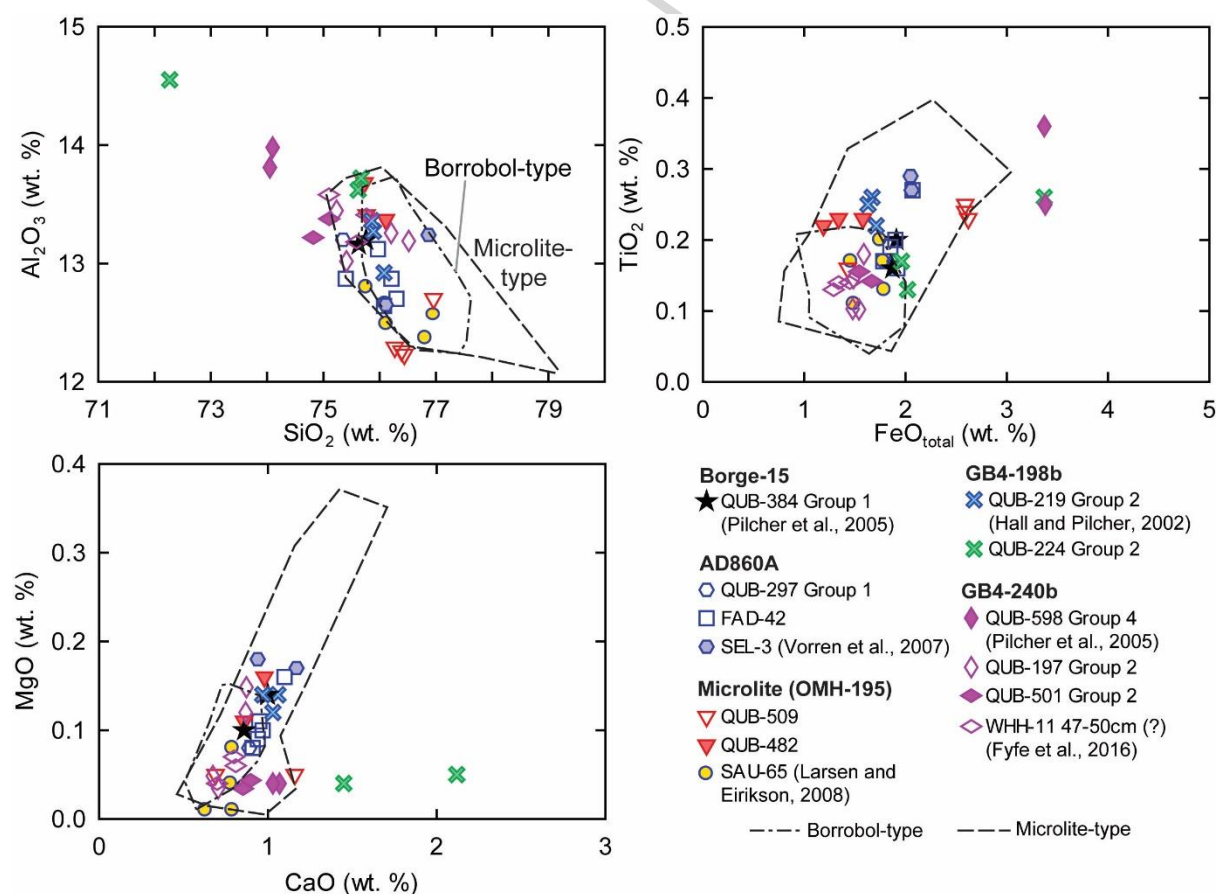 15
14
13
12
Al2O3 (wt. %)
71
73
75
77
79
SiO2 (wt. %)
Borrobol-type
Microlite-
type
0.5
0.4
0.3
0.2
0.1
0.0
TiO2 (wt. %)
0
1
2
3
4
5
FeOtotal (wt. %)
0.4
0.3
0.2
0.1
0.0
MgO (wt. %)
0
1
2
3
CaO (wt. %)
Borge-15
QUB-384 Group 1
(Pilcher et al., 2005)
AD860A
QUB-297 Group 1
FAD-42
SEL-3 (Vorren et al., 2007)
Microlite (OMH-195)
QUB-509
QUB-482
SAU-65 (Larsen and
Eirikson, 2008)
GB4-198b
QUB-219 Group 2
(Hall and Pilcher, 2002)
QUB-224 Group 2
GB4-240b
QUB-598 Group 4
(Pilcher et al., 2005)
QUB-197 Group 2
QUB-501 Group 2
WHH-11 47-50cm (?)
(Fyfe et al., 2016)
Borrobol-type
Microlite-type